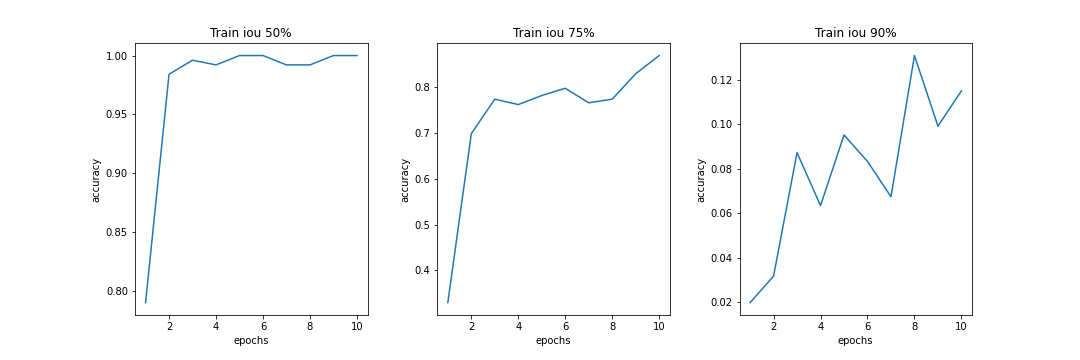 Train iou 50%
1.00
0.95
0.90
0.85
0.80
accuracy
2 4 6 8 10
epochs
Train iou 75%
0.8
0.7
0.6
0.5
0.4
accuracy
2 4 6 8 10
epochs
Train iou 90%
0.12
0.10
0.08
0.06
0.04
0.02
accuracy
2 4 6 8 10
epochs